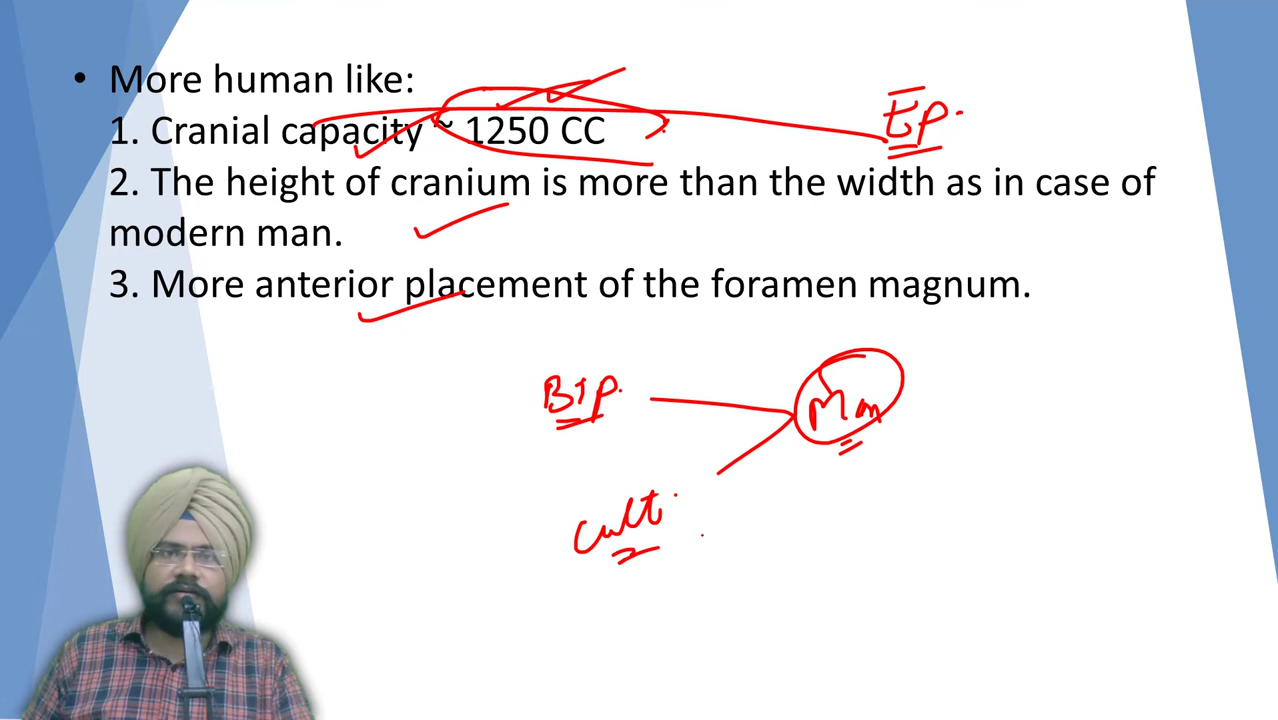 • More human like:
1. Cranial capacity ~ 1250 CC
2. The height of cranium is more than the width as in case of
modern man.
3. More anterior placement of the foramen magnum.
Ep.
Bip.
Cult.